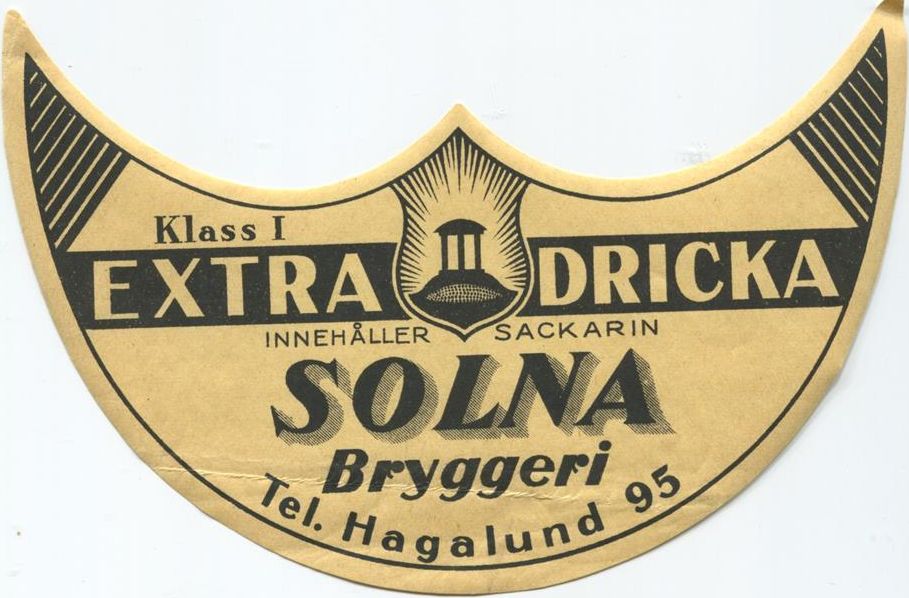 Klass I
EXTRA DRICKA
INNEHÅLLER SACKARIN
SOLNA
Bryggeri
Tel. Hagalund 95